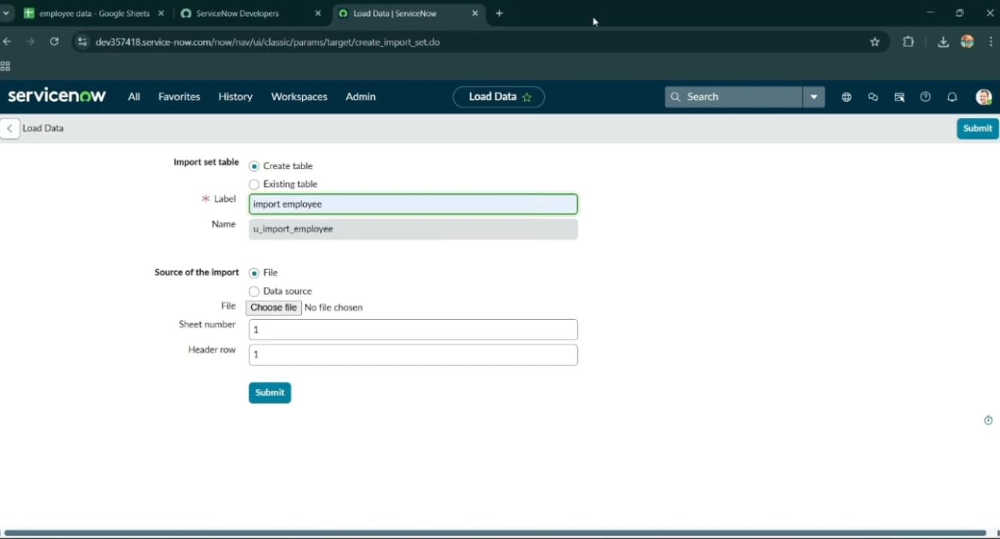 employee data - Google Sheets
ServiceNow Developers
Load Data | ServiceNow
dev357418.service-now.com/now/nav/ui/classic/params/target/create_import_set.do
servicenow All Favorites History Workspaces Admin Load Data Search
Load Data Submit
Import set table Create table
Existing table
* Label import employee
Name u_import_employee
Source of the import File
Data source
File Choose file No file chosen
Sheet number 1
Header row 1
Submit